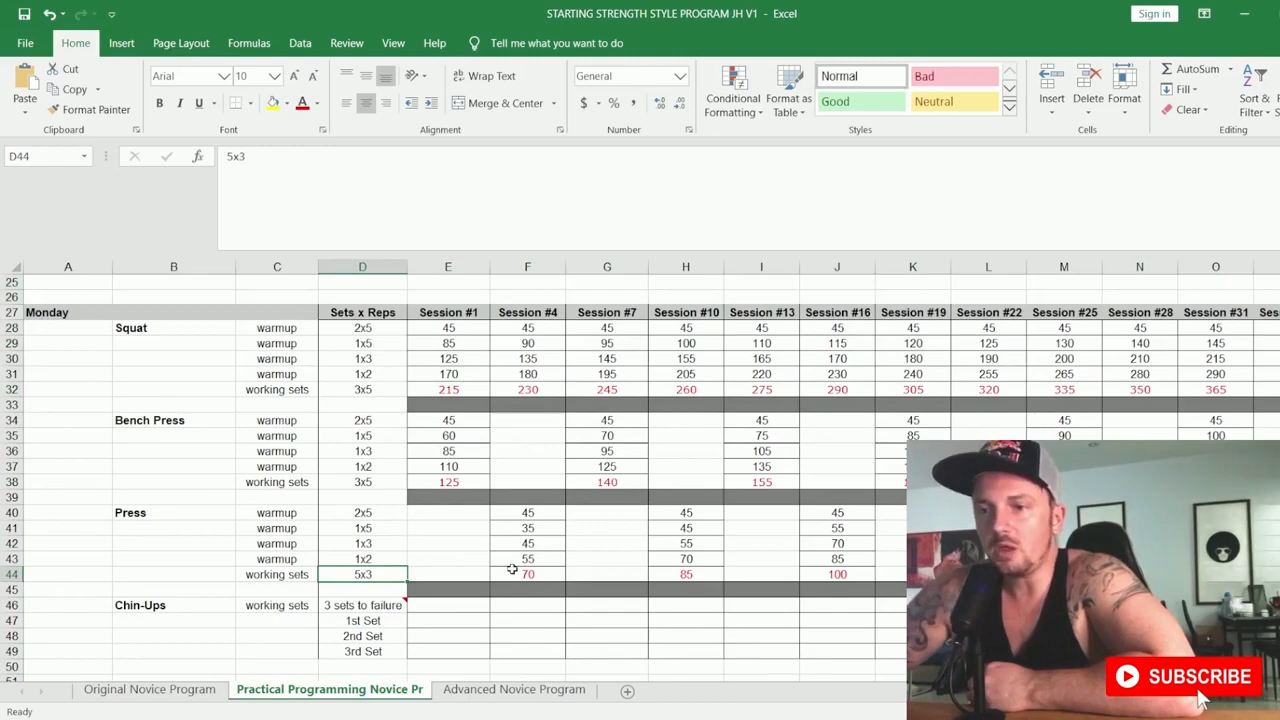 STARTING STRENGTH STYLE PROGRAM JH V1 - Excel
Sign in
File Home Insert Page Layout Formulas Data Review View Help Tell me what you want to do
Paste
Cut
Copy
Format Painter
Clipboard
Arial 10
B I U
Font
Wrap Text
Merge & Center
Alignment
General
$ % ,
Number
Conditional Formatting
Format as Table
Normal Bad
Good Neutral
Styles
Insert Delete Format
Cells
AutoSum
Fill
Clear
Sort & Filter
Editing
D44 fx 5x3
A B C D E F G H I J K L M N O
25
26
27 Monday Sets x Reps Session #1 Session #4 Session #7 Session #10 Session #13 Session #16 Session #19 Session #22 Session #25 Session #28 Session #31 Sess
28 Squat warmup 2x5 45 45 45 45 45 45 45 45 45 45 45
29 warmup 1x5 85 90 95 100 110 115 120 125 130 140 145
30 warmup 1x3 125 135 145 155 165 170 180 190 200 210 215
31 warmup 1x2 170 180 195 205 220 230 240 255 265 280 290
32 working sets 3x5 215 230 245 260 275 290 305 320 335 350 365
33
34 Bench Press warmup 2x5 45 45 45 45 45 45
35 warmup 1x5 60 70 75 85 90 100
36 warmup 1x3 85 95 105
37 warmup 1x2 110 125 135
38 working sets 3x5 125 140 155
39
40 Press warmup 2x5 45 45 45
41 warmup 1x5 35 45 55
42 warmup 1x3 45 55 70
43 warmup 1x2 55 70 85
44 working sets 5x3 70 85 100
45
46 Chin-Ups working sets 3 sets to failure
47 1st Set
48 2nd Set
49 3rd Set
50
Original Novice Program Practical Programming Novice Pr Advanced Novice Program
Ready
SUBSCRIBE